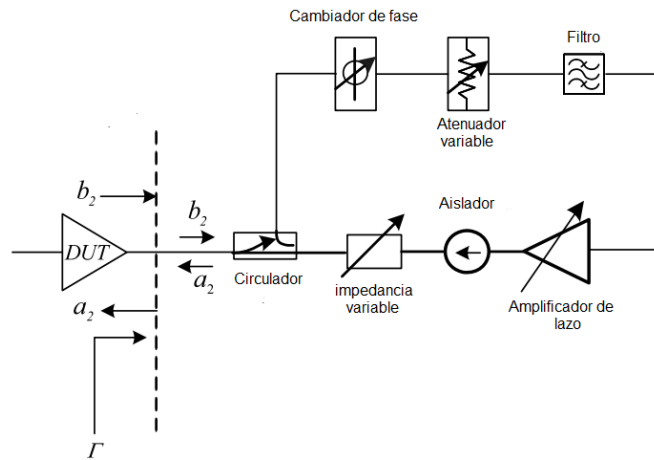 Cambiador de fase
Filtro
Atenuador
variable
b2
DUT
b2
a2
a2
Circulador
impedancia
variable
Aislador
Amplificador de
lazo
Γ